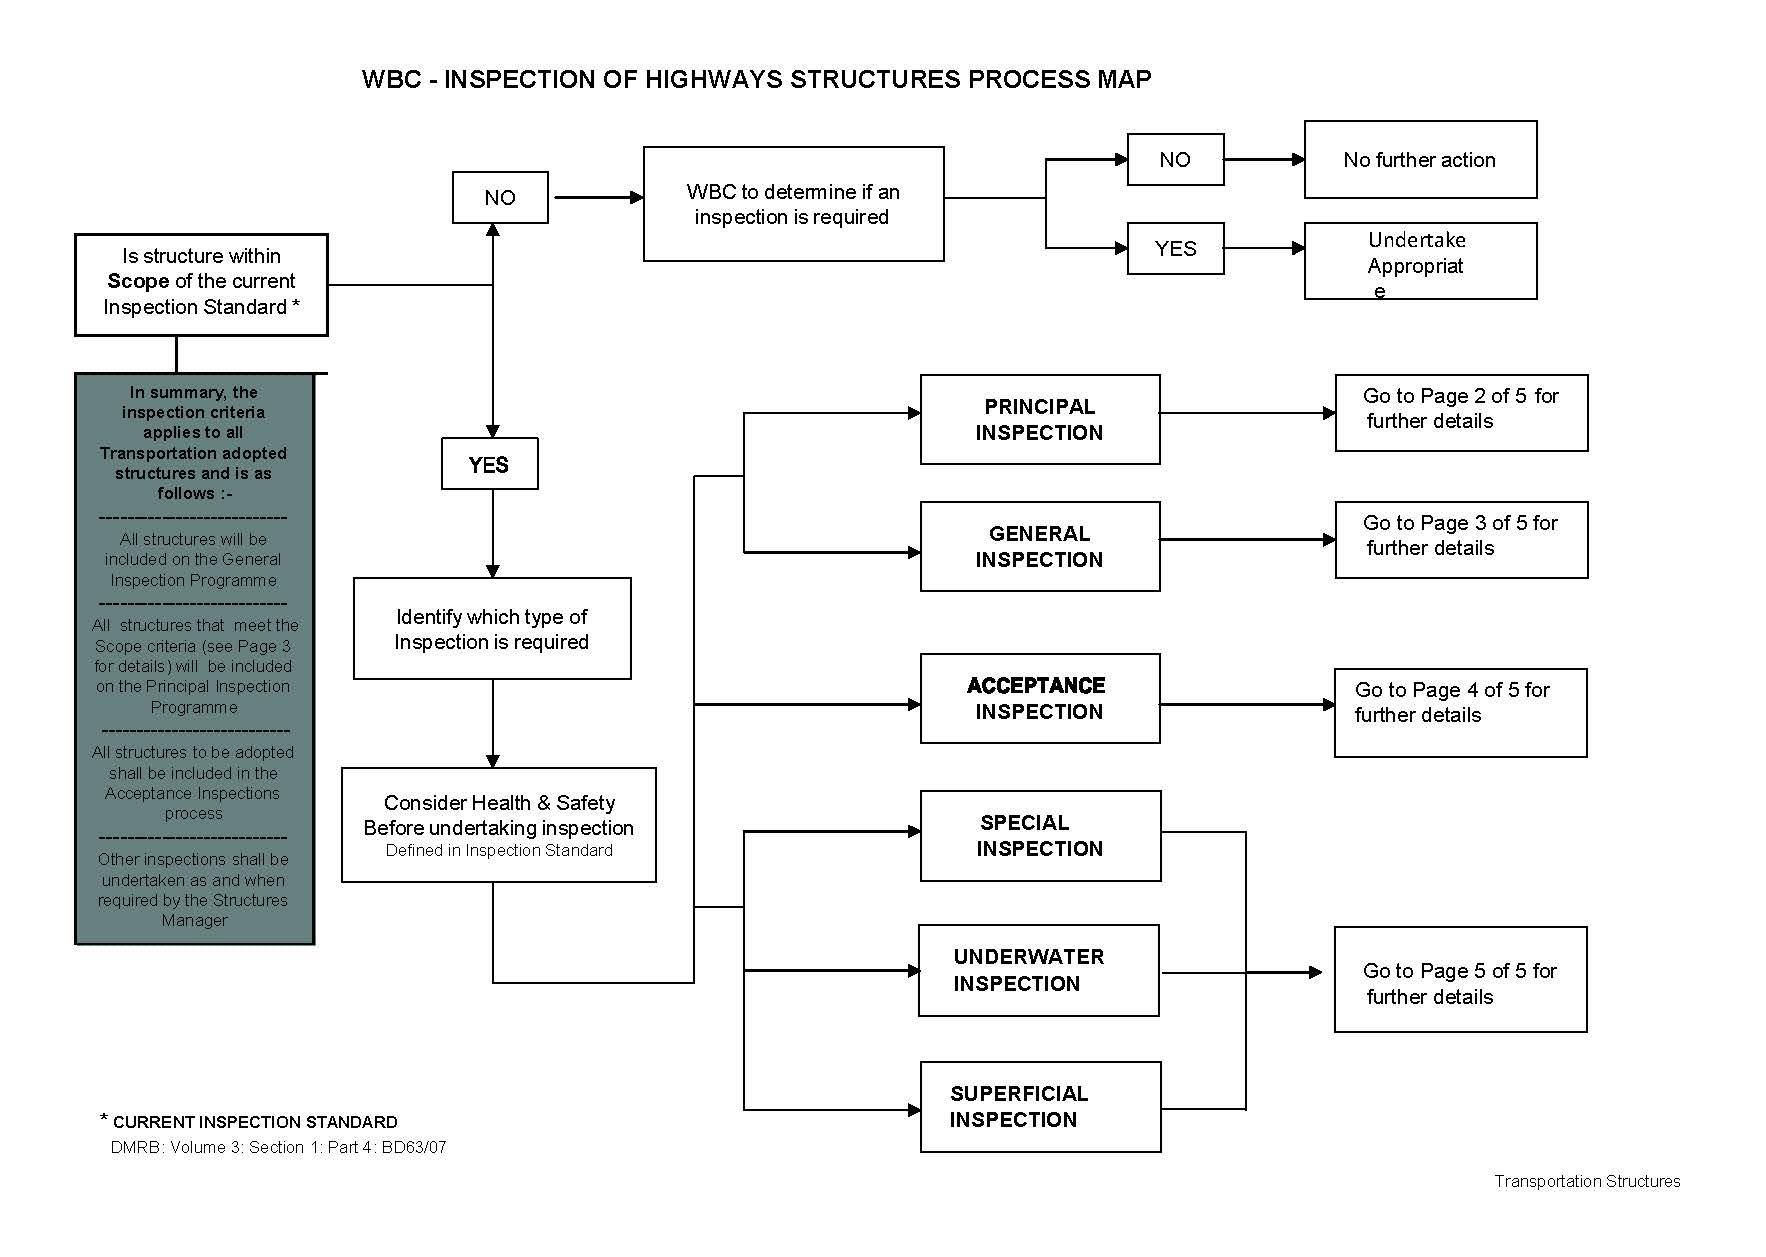 WBC - INSPECTION OF HIGHWAYS STRUCTURES PROCESS MAP
NO
No further action
NO
WBC to determine if an
inspection is required
YES
Undertake
Appropriat
e
Is structure within
Scope of the current
Inspection Standard *
In summary, the
inspection criteria
applies to all
Transportation adopted
structures and is as
follows :-
---------------------------
All structures will be
included on the General
Inspection Programme
---------------------------
All structures that meet the
Scope criteria (see Page 3
for details) will be included
on the Principal Inspection
Programme
---------------------------
All structures to be adopted
shall be included in the
Acceptance Inspections
process
---------------------------
Other inspections shall be
undertaken as and when
required by the Structures
Manager
YES
Identify which type of
Inspection is required
Consider Health & Safety
Before undertaking inspection
Defined in Inspection Standard
PRINCIPAL
INSPECTION
Go to Page 2 of 5 for
further details
GENERAL
INSPECTION
Go to Page 3 of 5 for
further details
ACCEPTANCE
INSPECTION
Go to Page 4 of 5 for
further details
SPECIAL
INSPECTION
UNDERWATER
INSPECTION
Go to Page 5 of 5 for
further details
SUPERFICIAL
INSPECTION
* CURRENT INSPECTION STANDARD
DMRB: Volume 3: Section 1: Part 4: BD63/07
Transportation Structures